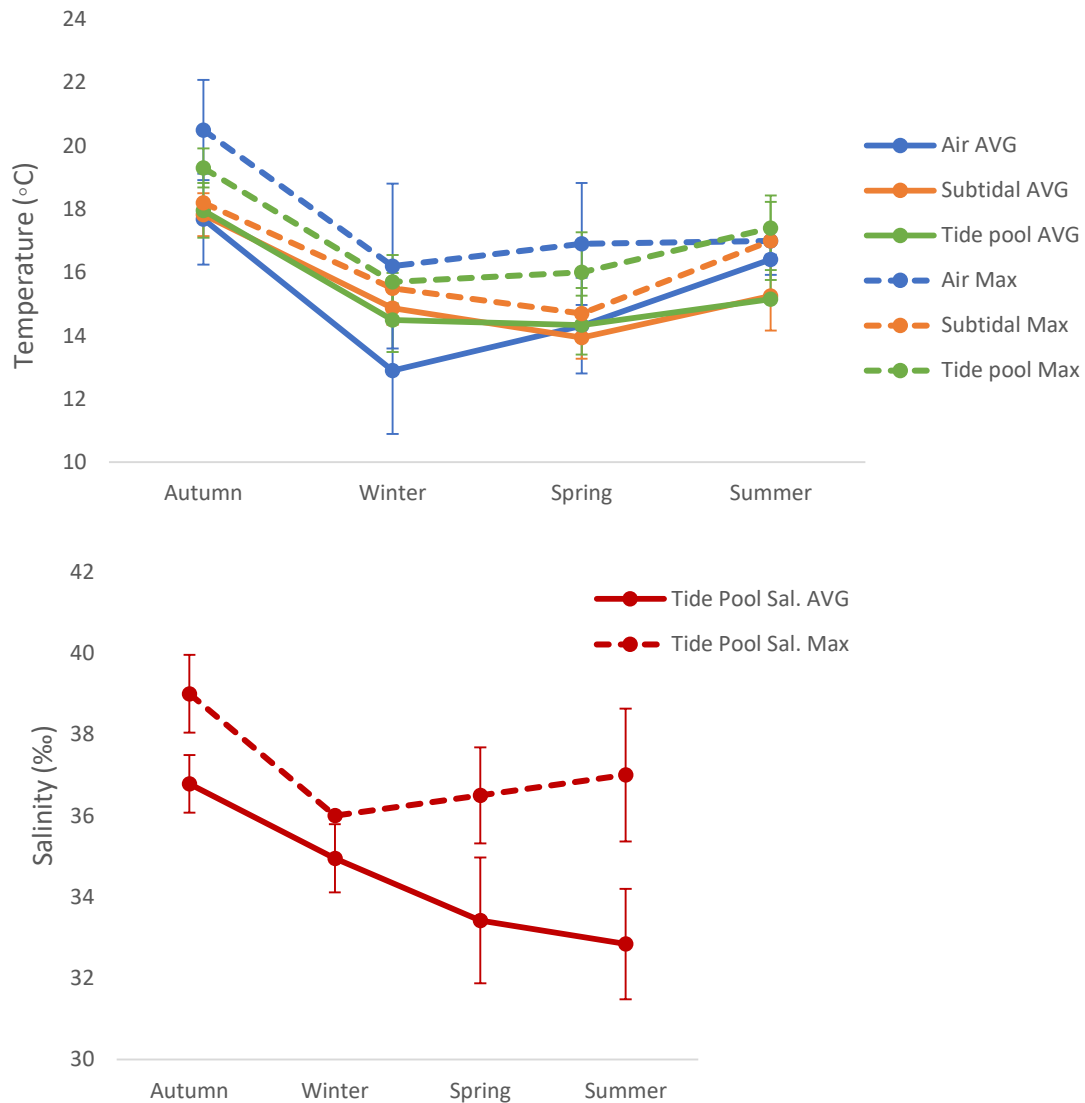 24
22
20
18
16
14
12
10
Temperature (◦C)
Autumn
Winter
Spring
Summer
Air AVG
Subtidal AVG
Tide pool AVG
Air Max
Subtidal Max
Tide pool Max
42
40
38
36
34
32
30
Salinity (‰)
Autumn
Winter
Spring
Summer
Tide Pool Sal. AVG
Tide Pool Sal. Max